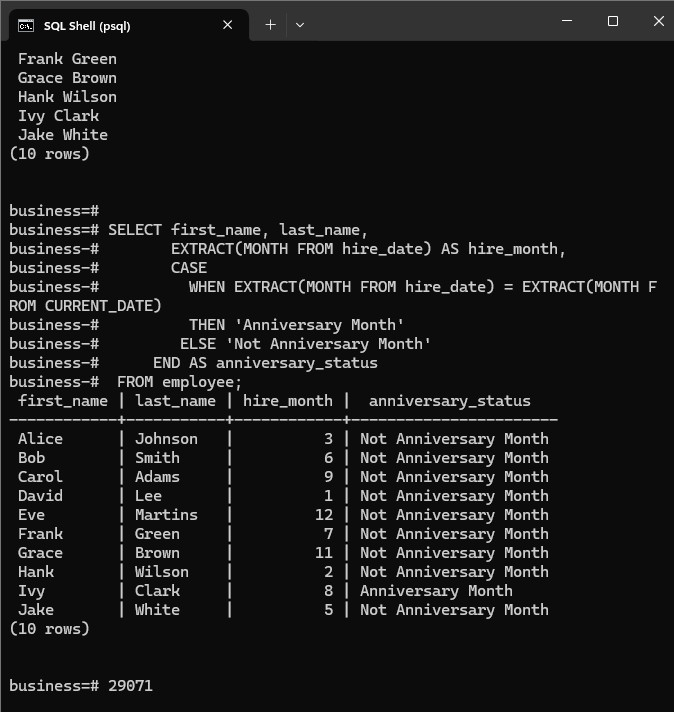 SQL Shell (psql)
 Frank Green
 Grace Brown
 Hank Wilson
 Ivy Clark
 Jake White
(10 rows)
business=#
business=# SELECT first_name, last_name,
business-#        EXTRACT(MONTH FROM hire_date) AS hire_month,
business-#        CASE
business-#          WHEN EXTRACT(MONTH FROM hire_date) = EXTRACT(MONTH F
ROM CURRENT_DATE)
business-#          THEN 'Anniversary Month'
business-#         ELSE 'Not Anniversary Month'
business-#      END AS anniversary_status
business-#  FROM employee;
 first_name | last_name | hire_month |  anniversary_status
------------+-----------+------------+-----------------------
 Alice      | Johnson   |          3 | Not Anniversary Month
 Bob        | Smith     |          6 | Not Anniversary Month
 Carol      | Adams     |          9 | Not Anniversary Month
 David      | Lee       |          1 | Not Anniversary Month
 Eve        | Martins   |         12 | Not Anniversary Month
 Frank      | Green     |          7 | Not Anniversary Month
 Grace      | Brown     |         11 | Not Anniversary Month
 Hank       | Wilson    |          2 | Not Anniversary Month
 Ivy        | Clark     |          8 | Anniversary Month
 Jake       | White     |          5 | Not Anniversary Month
(10 rows)
business=# 29071